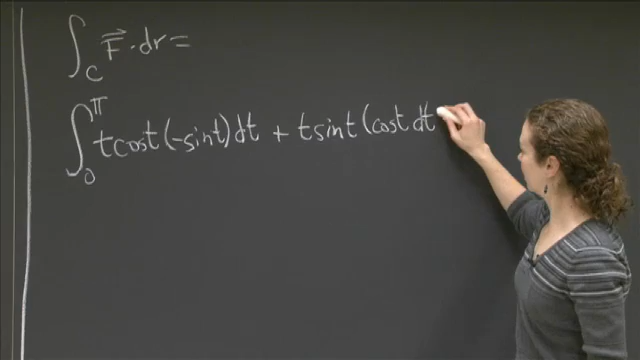 ∫_C F⃗ · dr =
∫_0^π t cost (-sint) dt + t sint (cost dt